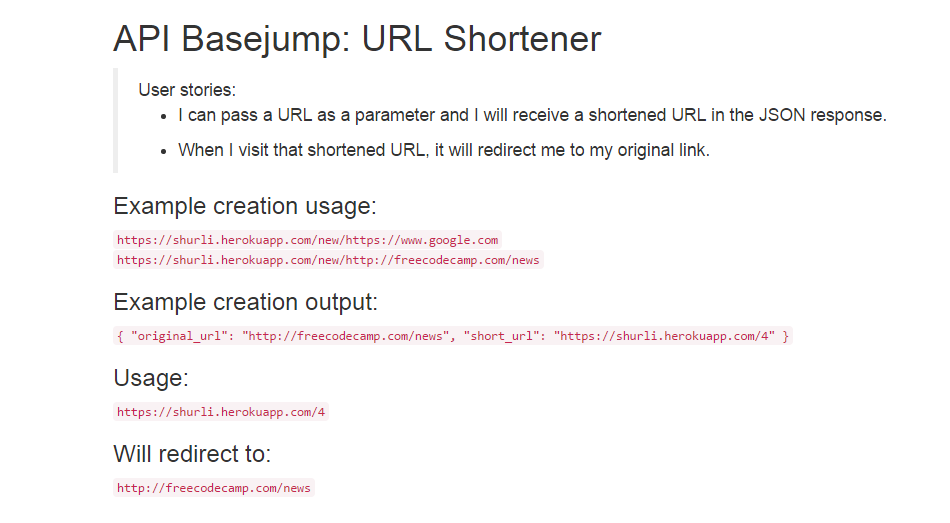 API Basejump: URL Shortener
User stories:
I can pass a URL as a parameter and I will receive a shortened URL in the JSON response.
When I visit that shortened URL, it will redirect me to my original link.
Example creation usage:
https://shurli.herokuapp.com/new/https://www.google.com
https://shurli.herokuapp.com/new/http://freecodecamp.com/news
Example creation output:
{ "original_url": "http://freecodecamp.com/news", "short_url": "https://shurli.herokuapp.com/4" }
Usage:
https://shurli.herokuapp.com/4
Will redirect to:
http://freecodecamp.com/news